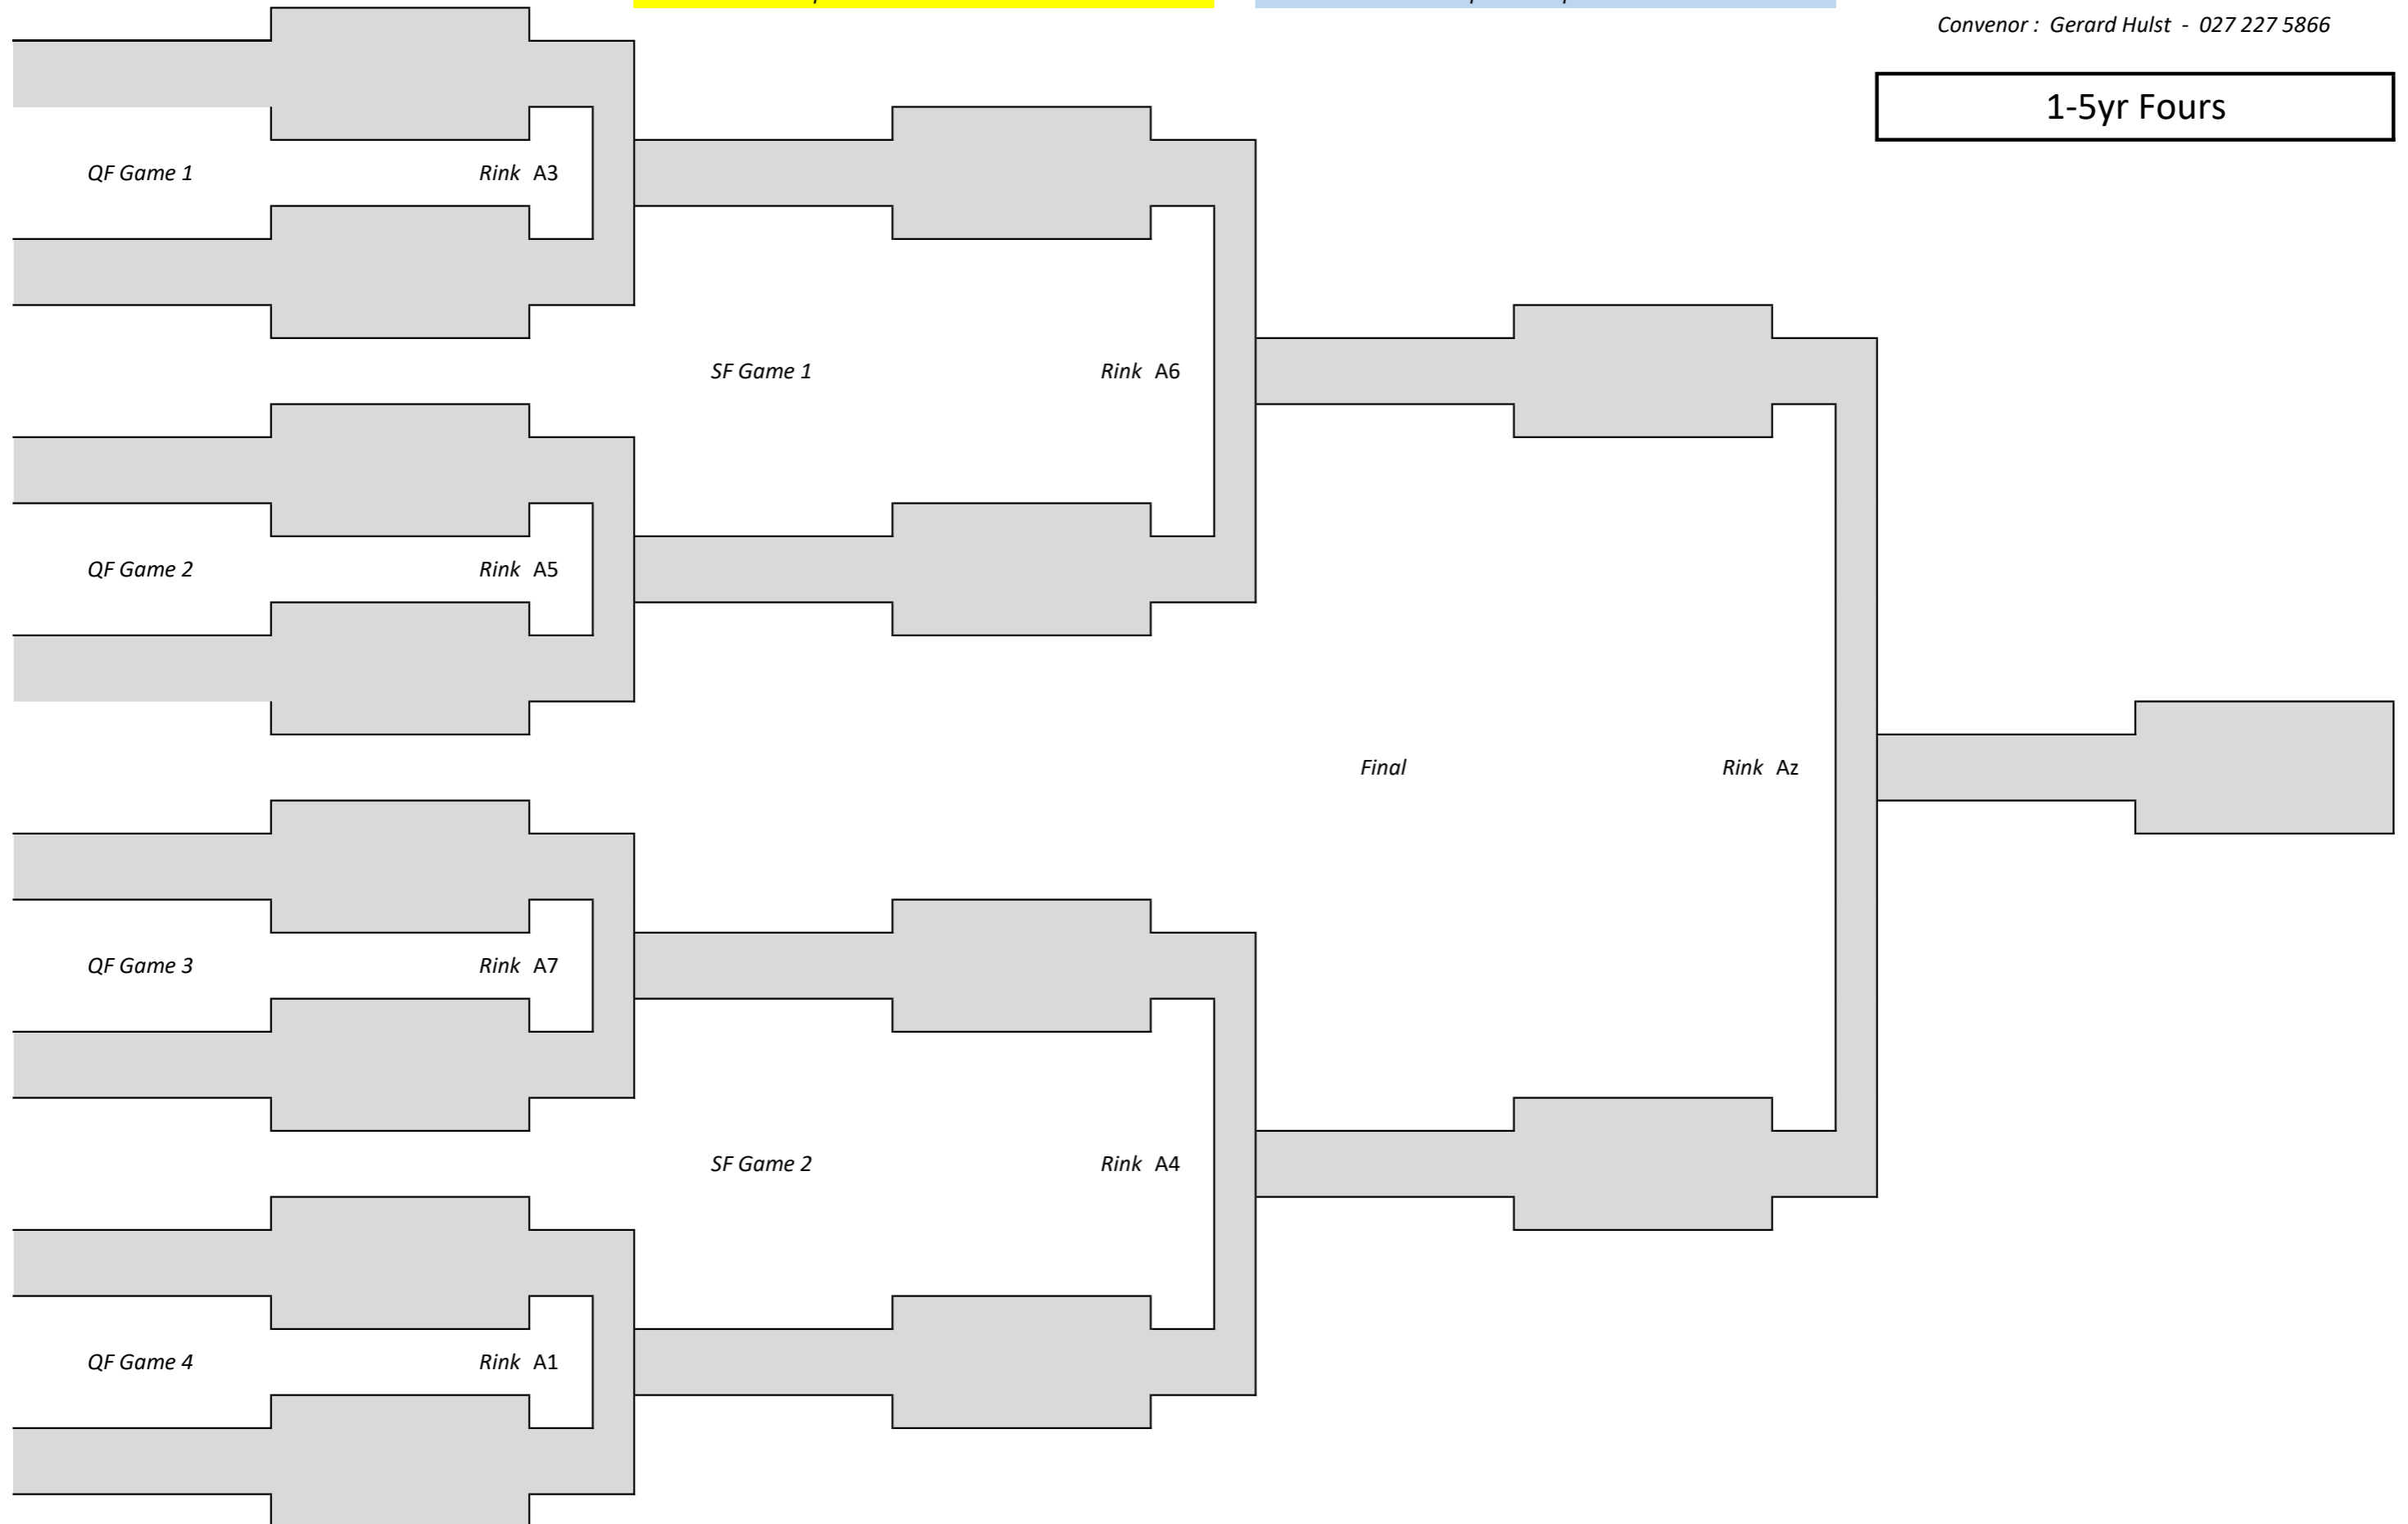 Convenor : Gerard Hulst - 027 227 5866
1-5yr Fours
QF Game 1 Rink A3
SF Game 1 Rink A6
QF Game 2 Rink A5
Final Rink Az
QF Game 3 Rink A7
SF Game 2 Rink A4
QF Game 4 Rink A1